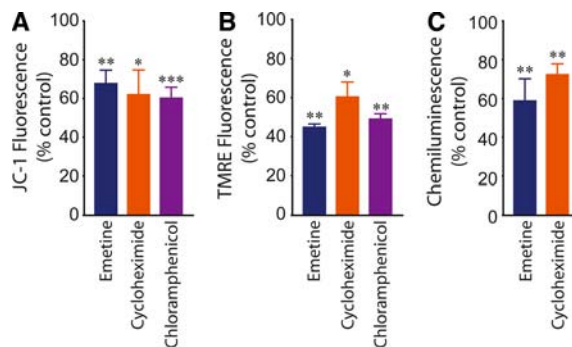 A
JC-1 Fluorescence
(% control)
100
80
60
40
20
0
** * ***
Emetine
Cycloheximide
Chloramphenicol
B
TMRE Fluorescence
(% control)
100
80
60
40
20
0
** * **
Emetine
Cycloheximide
Chloramphenicol
C
Chemiluminescence
(% control)
100
80
60
40
20
0
** **
Emetine
Cycloheximide